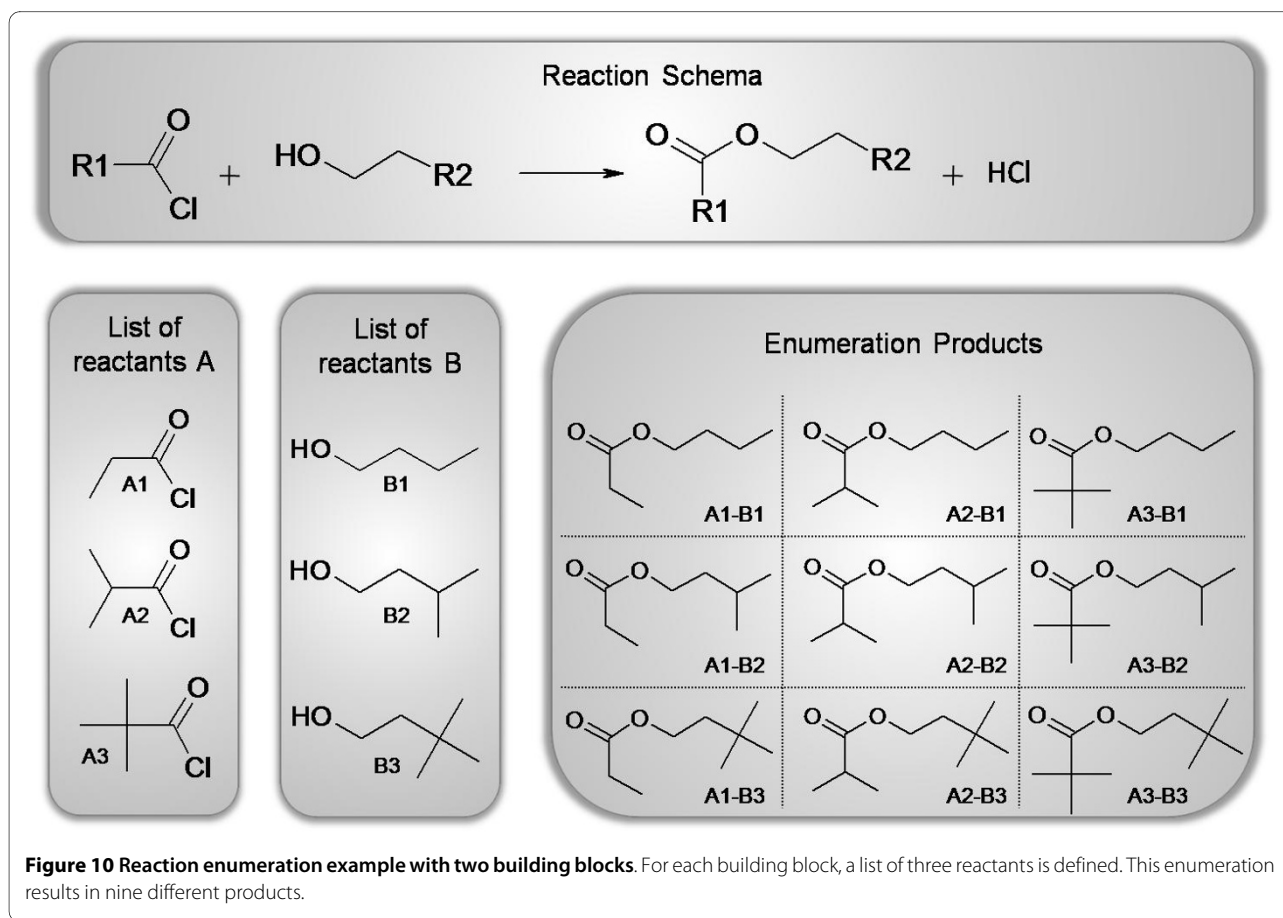 Reaction Schema
R1 O Cl + HO R2 O O R1 R2 + HCl
List of reactants A
O
A1
Cl
O
A2
Cl
O
A3
Cl
List of reactants B
HO
B1
HO
B2
HO
B3
Enumeration Products
O O A1-B1 O O A2-B1 O O A3-B1
O O A1-B2 O O A2-B2 O O A3-B2
O O A1-B3 O O A2-B3 O O A3-B3
Figure 10 Reaction enumeration example with two building blocks. For each building block, a list of three reactants is defined. This enumeration
results in nine different products.